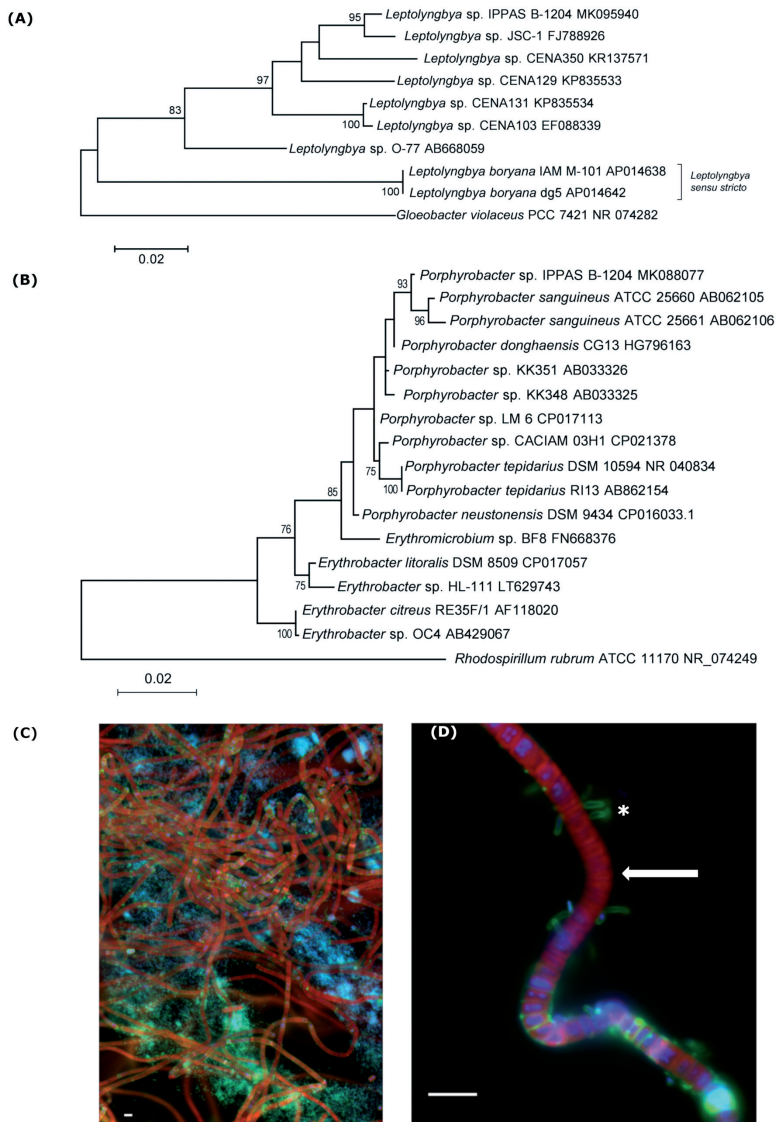 (A)
95
Leptolyngbya sp. IPPAS B-1204 MK095940
Leptolyngbya sp. JSC-1 FJ788926
Leptolyngbya sp. CENA350 KR137571
97
Leptolyngbya sp. CENA129 KP835533
83
Leptolyngbya sp. CENA131 KP835534
100
Leptolyngbya sp. CENA103 EF088339
Leptolyngbya sp. O-77 AB668059
Leptolyngbya boryana IAM M-101 AP014638
100
Leptolyngbya boryana dg5 AP014642
Leptolyngbya
sensu stricto
Gloeobacter violaceus PCC 7421 NR 074282
0.02
(B)
93
Porphyrobacter sp. IPPAS B-1204 MK088077
Porphyrobacter sanguineus ATCC 25660 AB062105
96
Porphyrobacter sanguineus ATCC 25661 AB062106
Porphyrobacter donghaensis CG13 HG796163
Porphyrobacter sp. KK351 AB033326
Porphyrobacter sp. KK348 AB033325
Porphyrobacter sp. LM 6 CP017113
Porphyrobacter sp. CACIAM 03H1 CP021378
75
Porphyrobacter tepidarius DSM 10594 NR 040834
100
Porphyrobacter tepidarius RI13 AB862154
85
Porphyrobacter neustonensis DSM 9434 CP016033.1
76
Erythromicrobium sp. BF8 FN668376
Erythrobacter litoralis DSM 8509 CP017057
75
Erythrobacter sp. HL-111 LT629743
Erythrobacter citreus RE35F/1 AF118020
100
Erythrobacter sp. OC4 AB429067
Rhodospirillum rubrum ATCC 11170 NR_074249
0.02
(C)
(D)
*